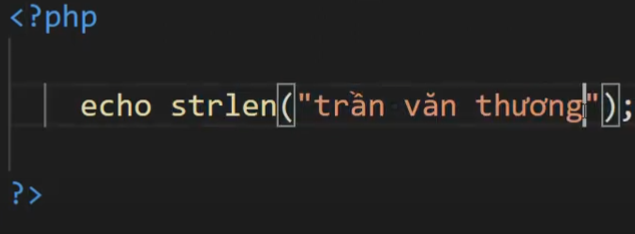 <?php
echo strlen("trần văn thương");
?>